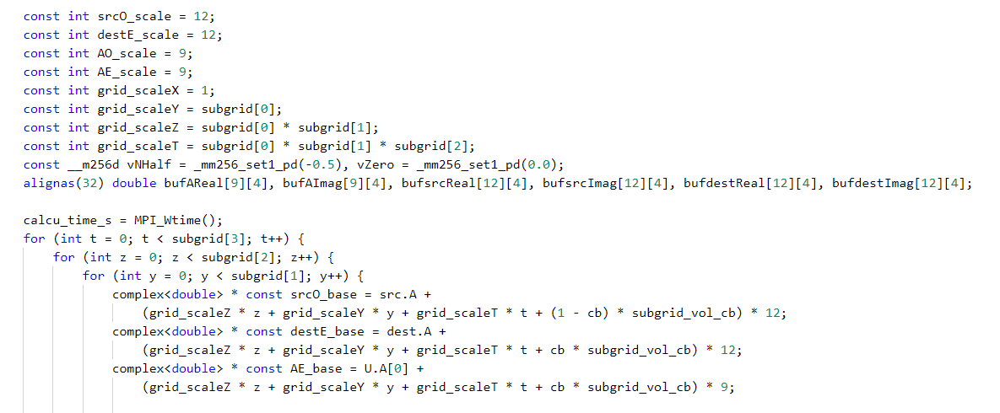 const int srcO_scale = 12;
const int destE_scale = 12;
const int AO_scale = 9;
const int AE_scale = 9;
const int grid_scaleX = 1;
const int grid_scaleY = subgrid[0];
const int grid_scaleZ = subgrid[0] * subgrid[1];
const int grid_scaleT = subgrid[0] * subgrid[1] * subgrid[2];
const __m256d vNHalf = _mm256_set1_pd(-0.5), vZero = _mm256_set1_pd(0.0);
alignas(32) double bufAReal[9][4], bufAImag[9][4], bufsrcReal[12][4], bufsrcImag[12][4], bufdestReal[12][4], bufdestImag[12][4];

calcu_time_s = MPI_Wtime();
for (int t = 0; t < subgrid[3]; t++) {
    for (int z = 0; z < subgrid[2]; z++) {
        for (int y = 0; y < subgrid[1]; y++) {
            complex<double> * const srcO_base = src.A +
                (grid_scaleZ * z + grid_scaleY * y + grid_scaleT * t + (1 - cb) * subgrid_vol_cb) * 12;
            complex<double> * const destE_base = dest.A +
                (grid_scaleZ * z + grid_scaleY * y + grid_scaleT * t + cb * subgrid_vol_cb) * 12;
            complex<double> * const AE_base = U.A[0] +
                (grid_scaleZ * z + grid_scaleY * y + grid_scaleT * t + cb * subgrid_vol_cb) * 9;